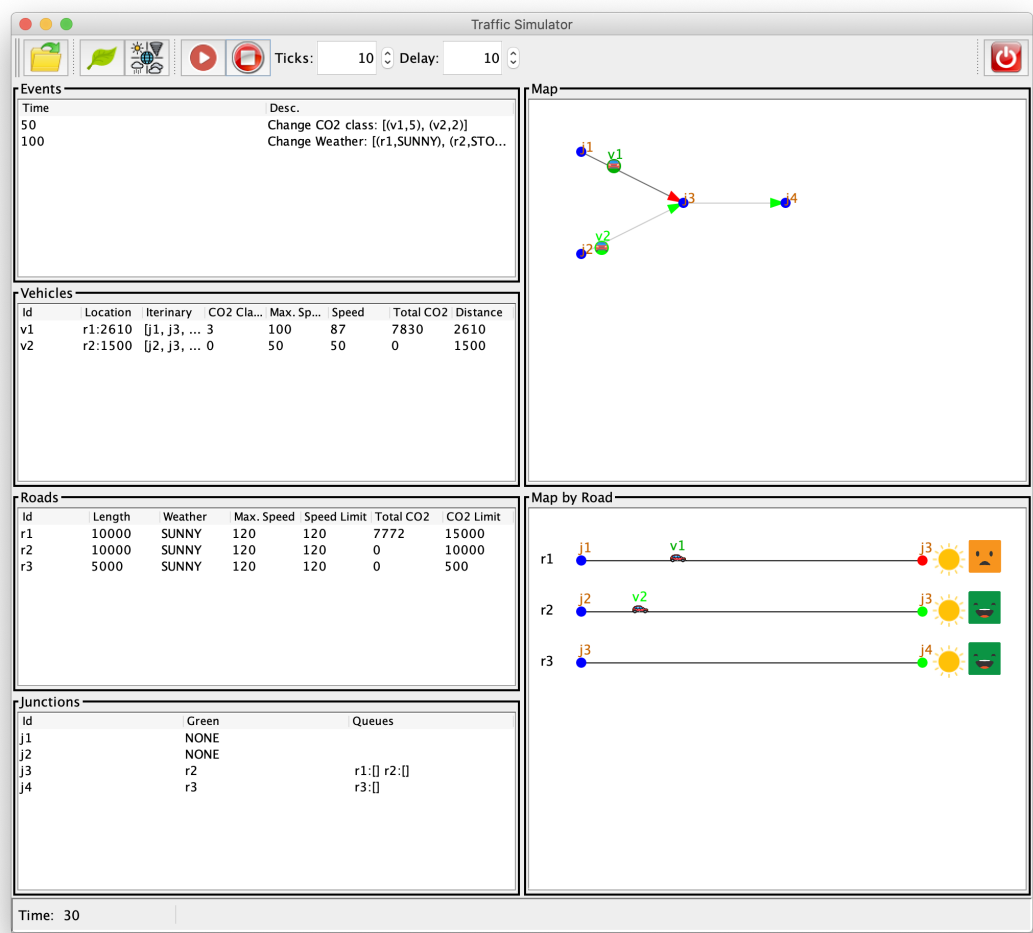 Traffic Simulator
Ticks: 10 Delay: 10
Events
Time Desc.
50 Change CO2 class: [(v1,5), (v2,2)]
100 Change Weather: [(r1,SUNNY), (r2,STO...
Vehicles
Id Location Iterinary CO2 Cla... Max. Sp... Speed Total CO2 Distance
v1 r1:2610 [j1, j3, ... 3 100 87 7830 2610
v2 r2:1500 [j2, j3, ... 0 50 50 0 1500
Roads
Id Length Weather Max. Speed Speed Limit Total CO2 CO2 Limit
r1 10000 SUNNY 120 120 7772 15000
r2 10000 SUNNY 120 120 0 10000
r3 5000 SUNNY 120 120 0 500
Junctions
Id Green Queues
j1 NONE
j2 NONE
j3 r2 r1:[] r2:[]
j4 r3 r3:[]
Map
j1
v1
j3 j4
v2
j2
Map by Road
j1 v1 j3
r1
j2 v2 j3
r2
j3 j4
r3
Time: 30